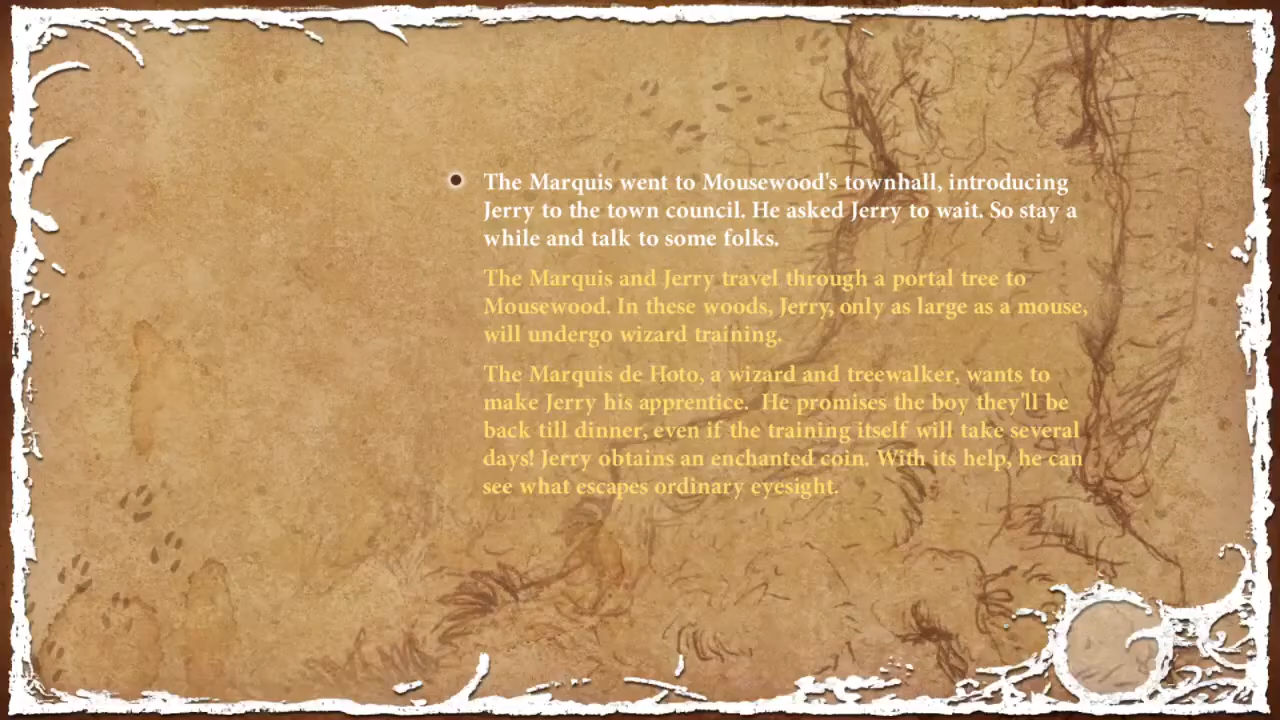 The Marquis went to Mousewood's townhall, introducing
Jerry to the town council. He asked Jerry to wait. So stay a
while and talk to some folks.
The Marquis and Jerry travel through a portal tree to
Mousewood. In these woods, Jerry, only as large as a mouse,
will undergo wizard training.
The Marquis de Hoto, a wizard and treewalker, wants to
make Jerry his apprentice.  He promises the boy they'll be
back till dinner, even if the training itself will take several
days! Jerry obtains an enchanted coin. With its help, he can
see what escapes ordinary eyesight.